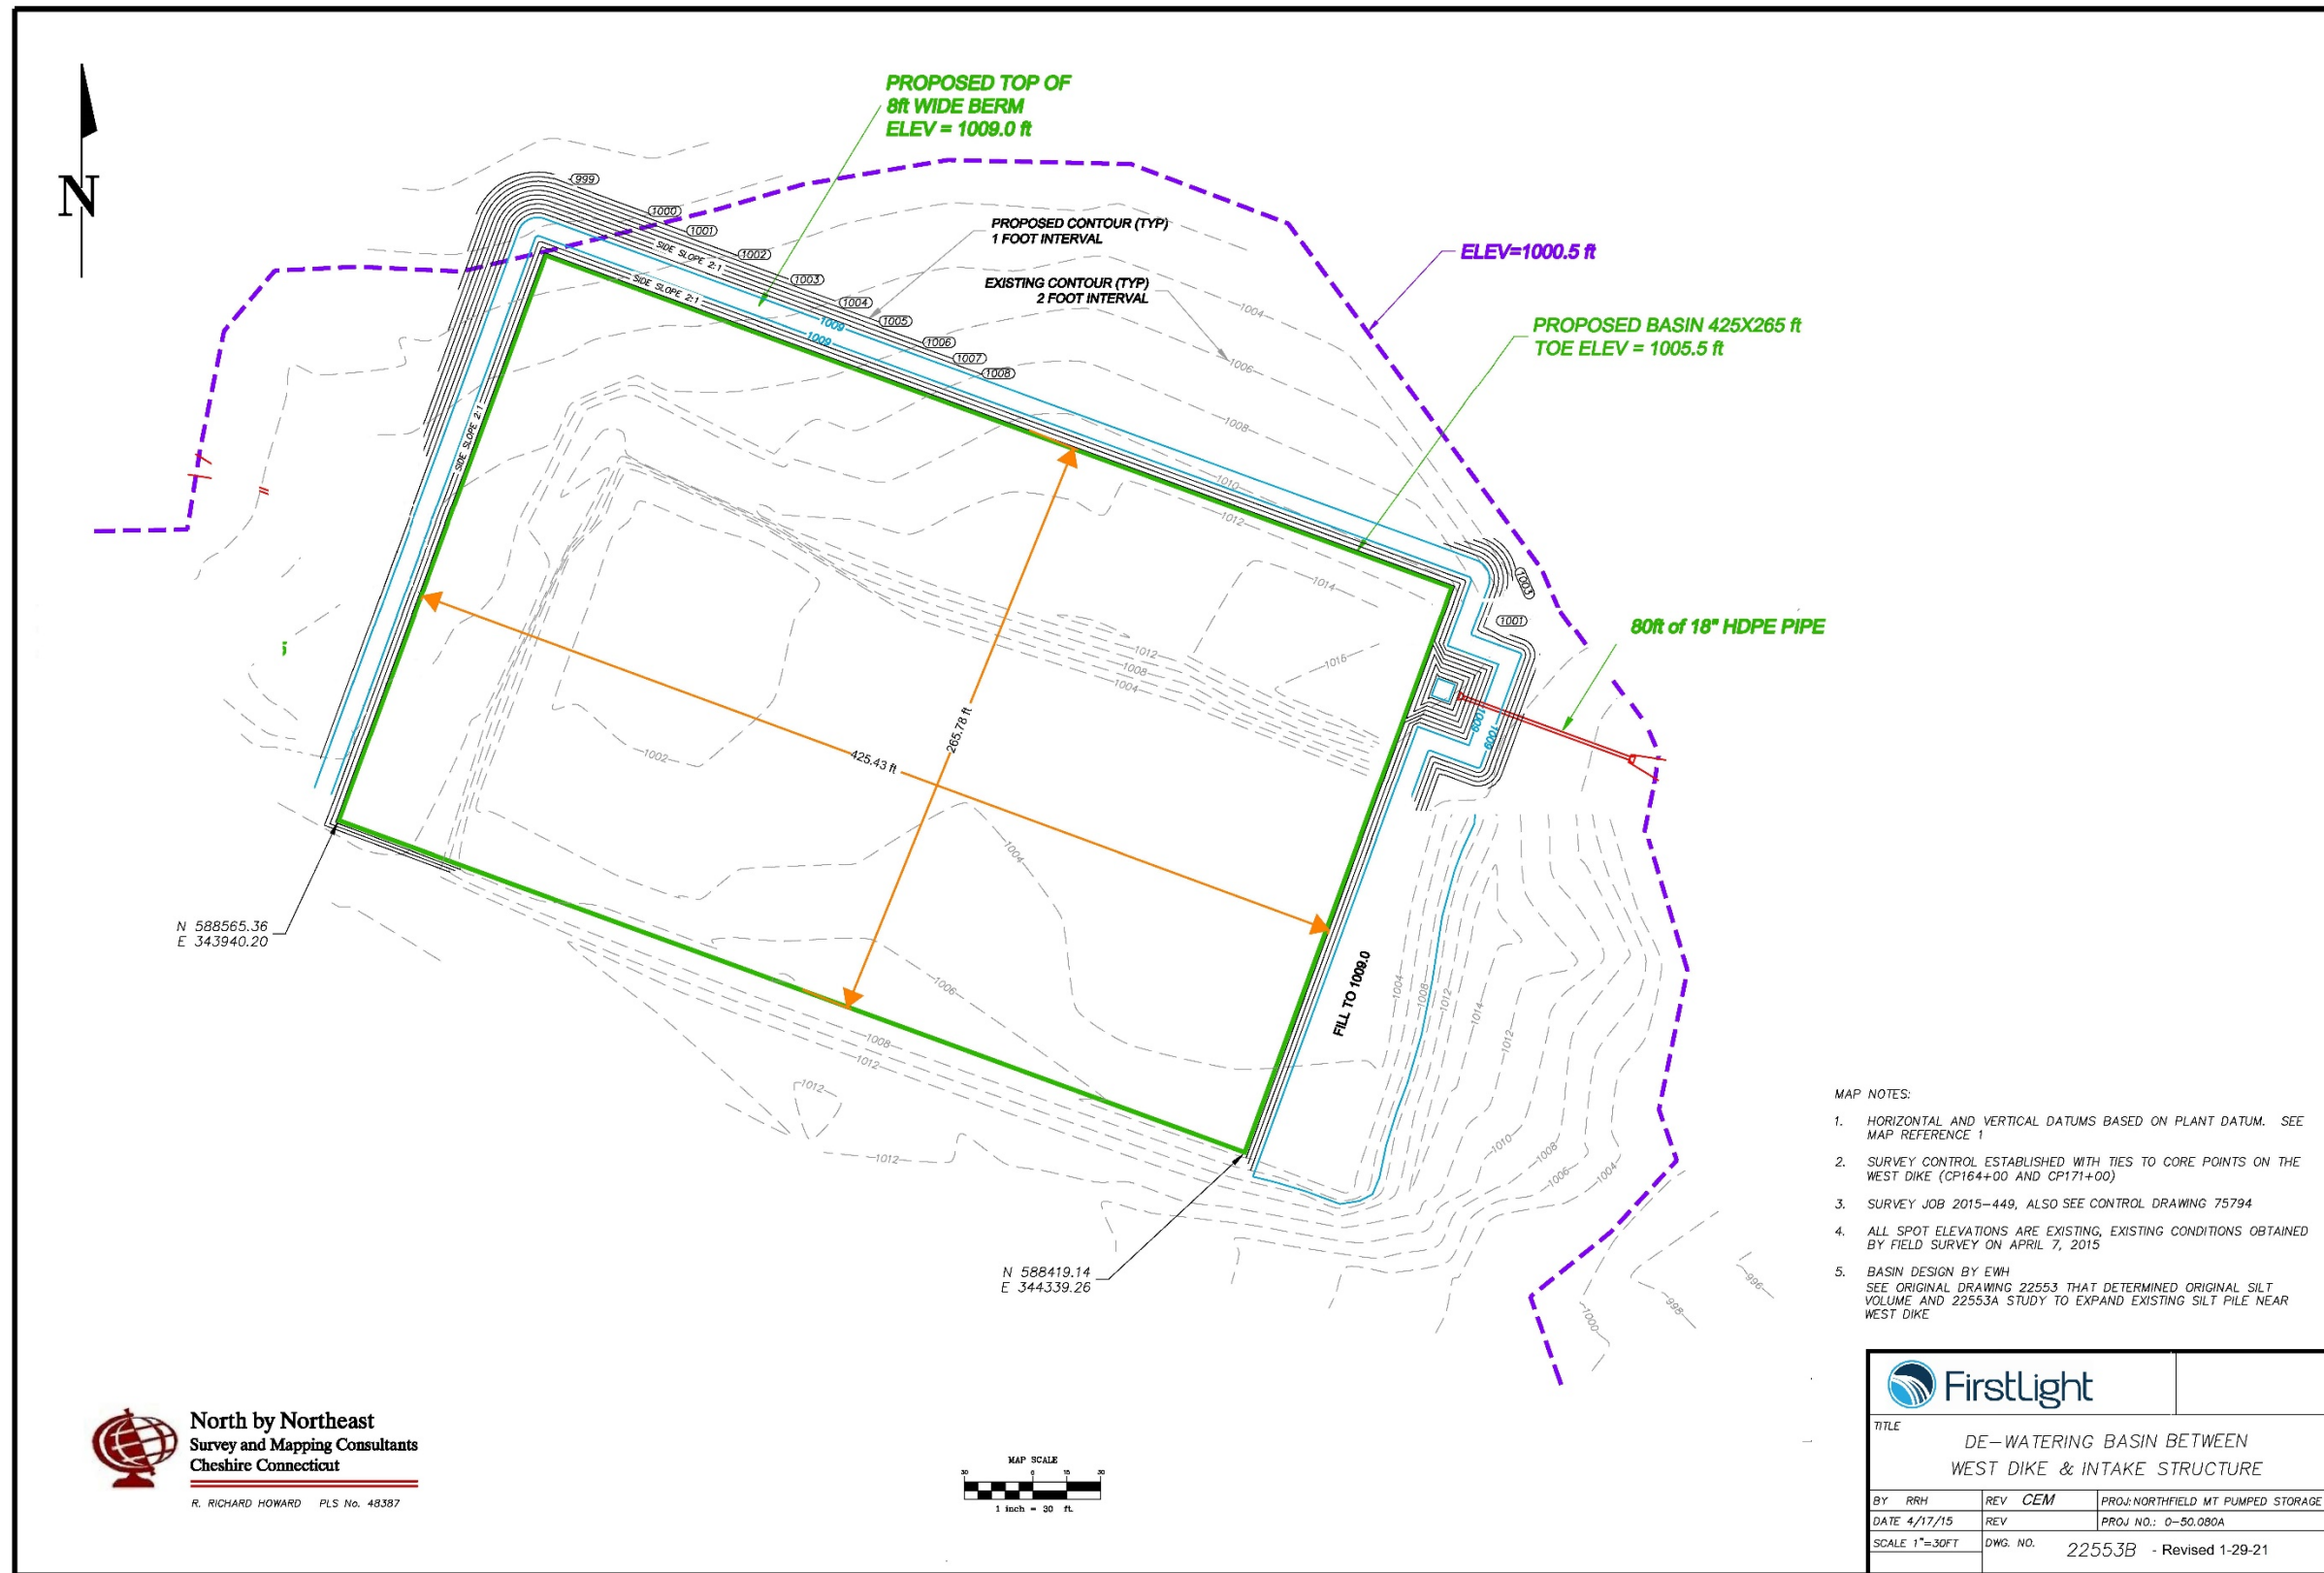 PROPOSED TOP OF
8ft WIDE BERM
ELEV = 1009.0 ft
N
999
1000
1001
1002
1003
1004
1005
1006
1007
1008
SIDE SLOPE 2:1
SIDE SLOPE 2:1
SIDE SLOPE 2:1
1009
1009
PROPOSED CONTOUR (TYP)
1 FOOT INTERVAL
EXISTING CONTOUR (TYP)
2 FOOT INTERVAL
1004
1006
1008
1010
1012
1014
1016
ELEV=1000.5 ft
PROPOSED BASIN 425X265 ft
TOE ELEV = 1005.5 ft
1003
1001
80ft of 18" HDPE PIPE
1009
1009
1012
1008
1004
1002
265.78 ft
425.43 ft
1004
1006
1008
1012
1012
1012
FILL TO 1009.0
1004
1008
1012
1014
1012
1010
1008
1006
1004
1000
998
996
N 588565.36
E 343940.20
N 588419.14
E 344339.26
MAP NOTES:
1. HORIZONTAL AND VERTICAL DATUMS BASED ON PLANT DATUM. SEE
MAP REFERENCE 1
2. SURVEY CONTROL ESTABLISHED WITH TIES TO CORE POINTS ON THE
WEST DIKE (CP164+00 AND CP171+00)
3. SURVEY JOB 2015-449, ALSO SEE CONTROL DRAWING 75794
4. ALL SPOT ELEVATIONS ARE EXISTING, EXISTING CONDITIONS OBTAINED
BY FIELD SURVEY ON APRIL 7, 2015
5. BASIN DESIGN BY EWH
SEE ORIGINAL DRAWING 22553 THAT DETERMINED ORIGINAL SILT
VOLUME AND 22553A STUDY TO EXPAND EXISTING SILT PILE NEAR
WEST DIKE
North by Northeast
Survey and Mapping Consultants
Cheshire Connecticut
R. RICHARD HOWARD PLS No. 48387
MAP SCALE
30 0 15 30
1 inch = 30 ft.
FirstLight
TITLE
DE-WATERING BASIN BETWEEN
WEST DIKE & INTAKE STRUCTURE
BY RRH REV CEM PROJ: NORTHFIELD MT PUMPED STORAGE
DATE 4/17/15 REV PROJ NO.: 0-50.080A
SCALE 1"=30FT DWG. NO. 22553B - Revised 1-29-21